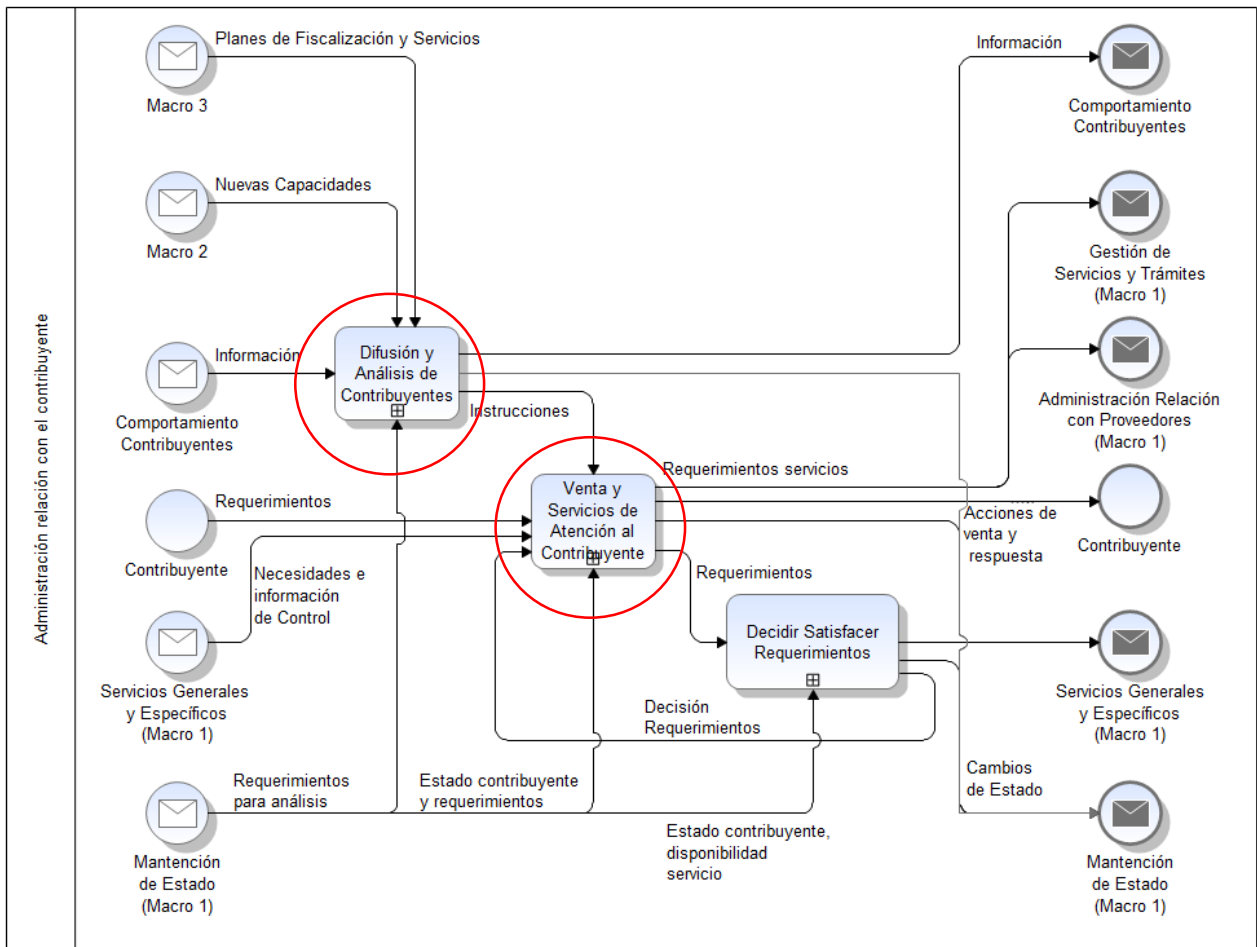 Administración relación con el contribuyente
Planes de Fiscalización y Servicios
Macro 3
Nuevas Capacidades
Macro 2
Información
Comportamiento
Contribuyentes
Requerimientos
Contribuyente
Necesidades e
información
de Control
Servicios Generales
y Específicos
(Macro 1)
Requerimientos
para análisis
Mantención
de Estado
(Macro 1)
Difusión y
Análisis de
Contribuyentes
Instrucciones
Venta y
Servicios de
Atención al
Contribuyente
Requerimientos servicios
Requerimientos
Decidir Satisfacer
Requerimientos
Decisión
Requerimientos
Estado contribuyente
y requerimientos
Estado contribuyente,
disponibilidad
servicio
Información
Comportamiento
Contribuyentes
Gestión de
Servicios y Trámites
(Macro 1)
Administración Relación
con Proveedores
(Macro 1)
.....
Acciones de
venta y
respuesta
Contribuyente
Servicios Generales
y Específicos
(Macro 1)
Cambios
de Estado
Mantención
de Estado
(Macro 1)